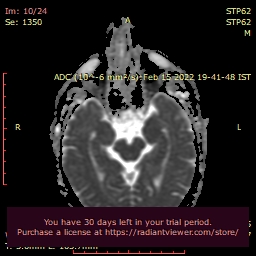 Im: 10/24
STP62
Se: 1350
STP62
M
A
ADC (10^-6 mm²/s): Feb 15 2022 19-41-48 IST
R
L
You have 30 days left in your trial period.
Purchase a license at https://radiantviewer.com/store/